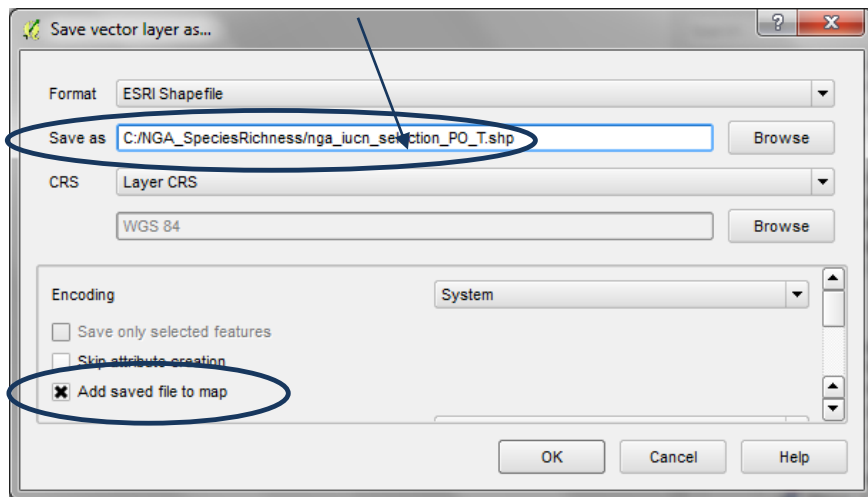 Save vector layer as...
Format ESRI Shapefile
Save as C:/NGA_SpeciesRichness/nga_iucn_selection_PO_T.shp Browse
CRS Layer CRS
WGS 84 Browse
Encoding System
Save only selected features
Skip attribute creation
Add saved file to map
OK Cancel Help